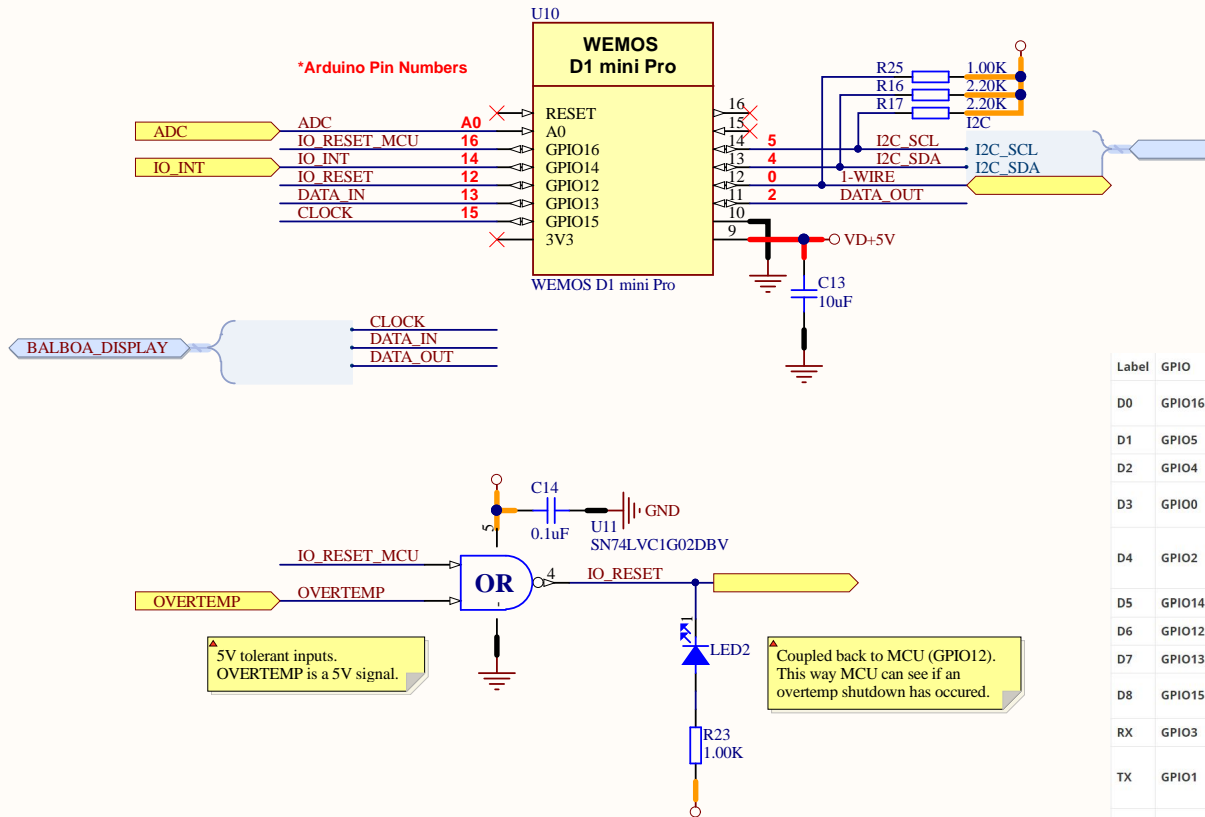 U10
WEMOS
D1 mini Pro
*Arduino Pin Numbers
RESET
A0
GPIO16
GPIO14
GPIO12
GPIO13
GPIO15
3V3
16
15
14
13
12
11
10
9
WEMOS D1 mini Pro
ADC
ADC
A0
IO_RESET_MCU
16
IO_INT
IO_INT
14
IO_RESET
12
DATA_IN
13
CLOCK
15
R25
1.00K
R16
2.20K
R17
2.20K
I2C
5
I2C_SCL
I2C_SCL
4
I2C_SDA
I2C_SDA
0
1-WIRE
2
DATA_OUT
VD+5V
C13
10uF
BALBOA_DISPLAY
CLOCK
DATA_IN
DATA_OUT
Label GPIO
D0 GPIO16
D1 GPIO5
D2 GPIO4
D3 GPIO0
D4 GPIO2
D5 GPIO14
D6 GPIO12
D7 GPIO13
D8 GPIO15
RX GPIO3
TX GPIO1
C14
0.1uF
GND
U11
SN74LVC1G02DBV
5
IO_RESET_MCU
OVERTEMP
OVERTEMP
OR
4
IO_RESET
1
LED2
R23
1.00K
5V tolerant inputs.
OVERTEMP is a 5V signal.
Coupled back to MCU (GPIO12).
This way MCU can see if an
overtemp shutdown has occured.